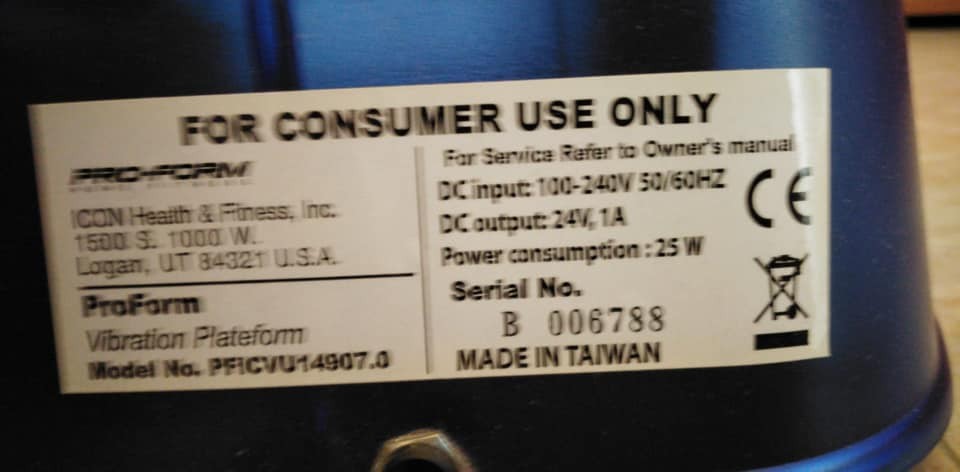 FOR CONSUMER USE ONLY
PRO-FORM
ICON Health & Fitness, Inc.
1500 S. 1000 W.
Logan, UT 84321 U.S.A.
ProForm
Vibration Plateform
Model No. PFICVU14907.0
For Service Refer to Owner's manual
DC input: 100-240V 50/60HZ
DC output: 24V, 1A
Power consumption : 25 W
Serial No.
B 006788
MADE IN TAIWAN
CE